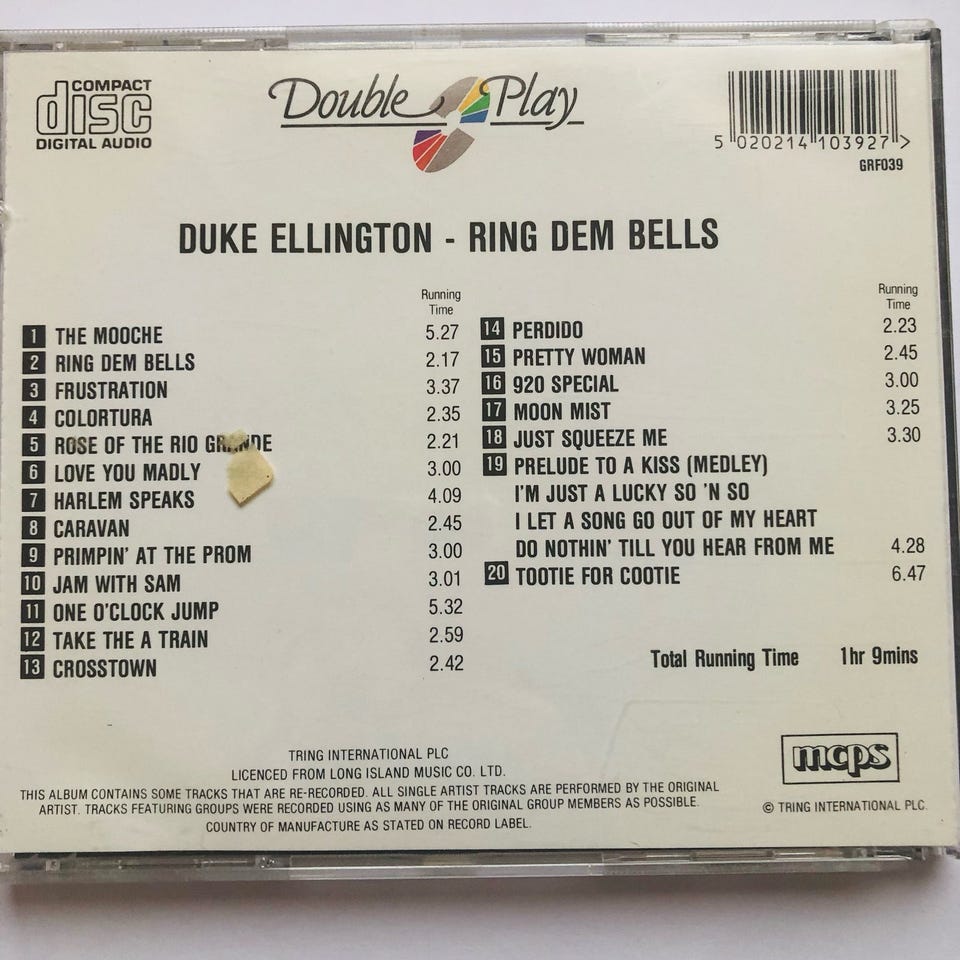 COMPACT
disc
DIGITAL AUDIO
Double Play
5 020214 103927 >
GRF039
DUKE ELLINGTON - RING DEM BELLS
Running
Time
1 THE MOOCHE 5.27
2 RING DEM BELLS 2.17
3 FRUSTRATION 3.37
4 COLORTURA 2.35
5 ROSE OF THE RIO GRANDE 2.21
6 LOVE YOU MADLY 3.00
7 HARLEM SPEAKS 4.09
8 CARAVAN 2.45
9 PRIMPIN' AT THE PROM 3.00
10 JAM WITH SAM 3.01
11 ONE O'CLOCK JUMP 5.32
12 TAKE THE A TRAIN 2.59
13 CROSSTOWN 2.42
Running
Time
14 PERDIDO 2.23
15 PRETTY WOMAN 2.45
16 920 SPECIAL 3.00
17 MOON MIST 3.25
18 JUST SQUEEZE ME 3.30
19 PRELUDE TO A KISS (MEDLEY)
I'M JUST A LUCKY SO 'N SO
I LET A SONG GO OUT OF MY HEART
DO NOTHIN' TILL YOU HEAR FROM ME 4.28
20 TOOTIE FOR COOTIE 6.47
Total Running Time 1hr 9mins
TRING INTERNATIONAL PLC
LICENCED FROM LONG ISLAND MUSIC CO. LTD.
THIS ALBUM CONTAINS SOME TRACKS THAT ARE RE-RECORDED. ALL SINGLE ARTIST TRACKS ARE PERFORMED BY THE ORIGINAL
ARTIST. TRACKS FEATURING GROUPS WERE RECORDED USING AS MANY OF THE ORIGINAL GROUP MEMBERS AS POSSIBLE.
COUNTRY OF MANUFACTURE AS STATED ON RECORD LABEL.
mcps
© TRING INTERNATIONAL PLC.